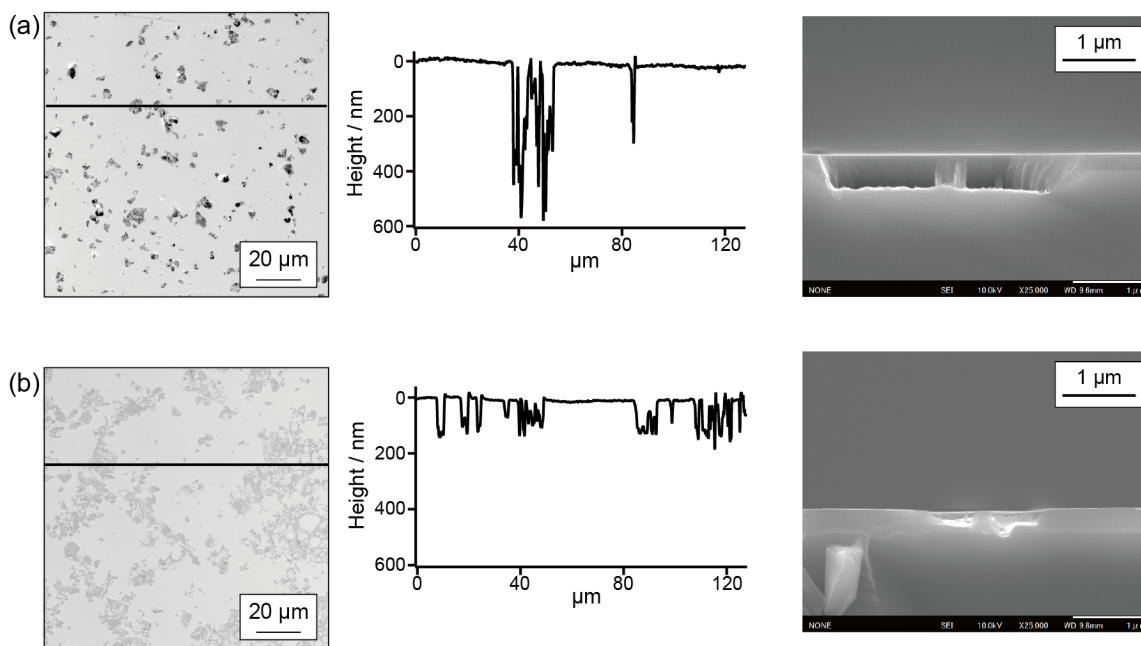 (a)
20 µm
Height / nm
0
200
400
600
0
40
80
120
µm
1 µm
NONE SEI 10.0kV X25,000 WD 9.6mm 1µm
(b)
20 µm
Height / nm
0
200
400
600
0
40
80
120
µm
1 µm
NONE SEI 10.0kV X25,000 WD 9.8mm 1µm